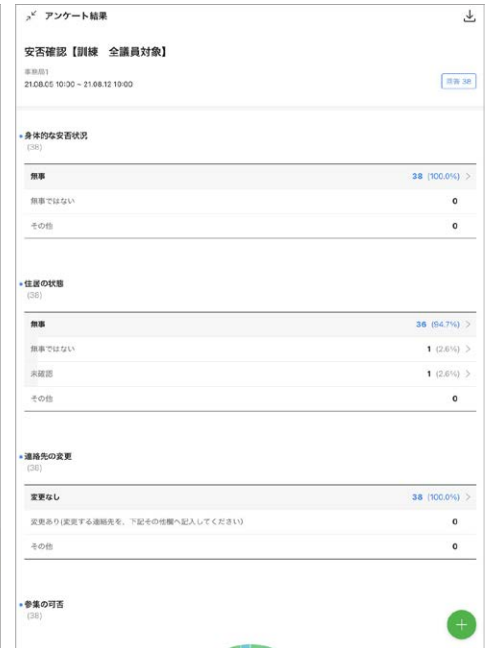 アンケート結果
安否確認【訓練　全議員対象】
事務局1
21.08.05 10:00 ~ 21.08.12 10:00
回答 38
身体的な安否状況
(38)
無事 38 (100.0%) >
無事ではない 0
その他 0
住居の状態
(38)
無事 36 (94.7%) >
無事ではない 1 (2.6%) >
未確認 1 (2.6%) >
その他 0
連絡先の変更
(38)
変更なし 38 (100.0%) >
変更あり(変更する連絡先を、下記その他欄へ記入してください) 0
その他 0
参集の可否
(38)